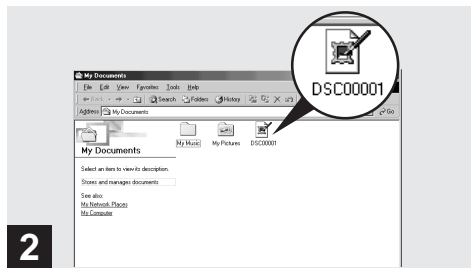 DSC00001
My Documents
File Edit View Favorites Tools Help
Back Search Folders History
Address My Documents Go
My Documents
My Music My Pictures DSC00001
Select an item to view its description.
Stores and manages documents
See also:
My Network Places
My Computer
2